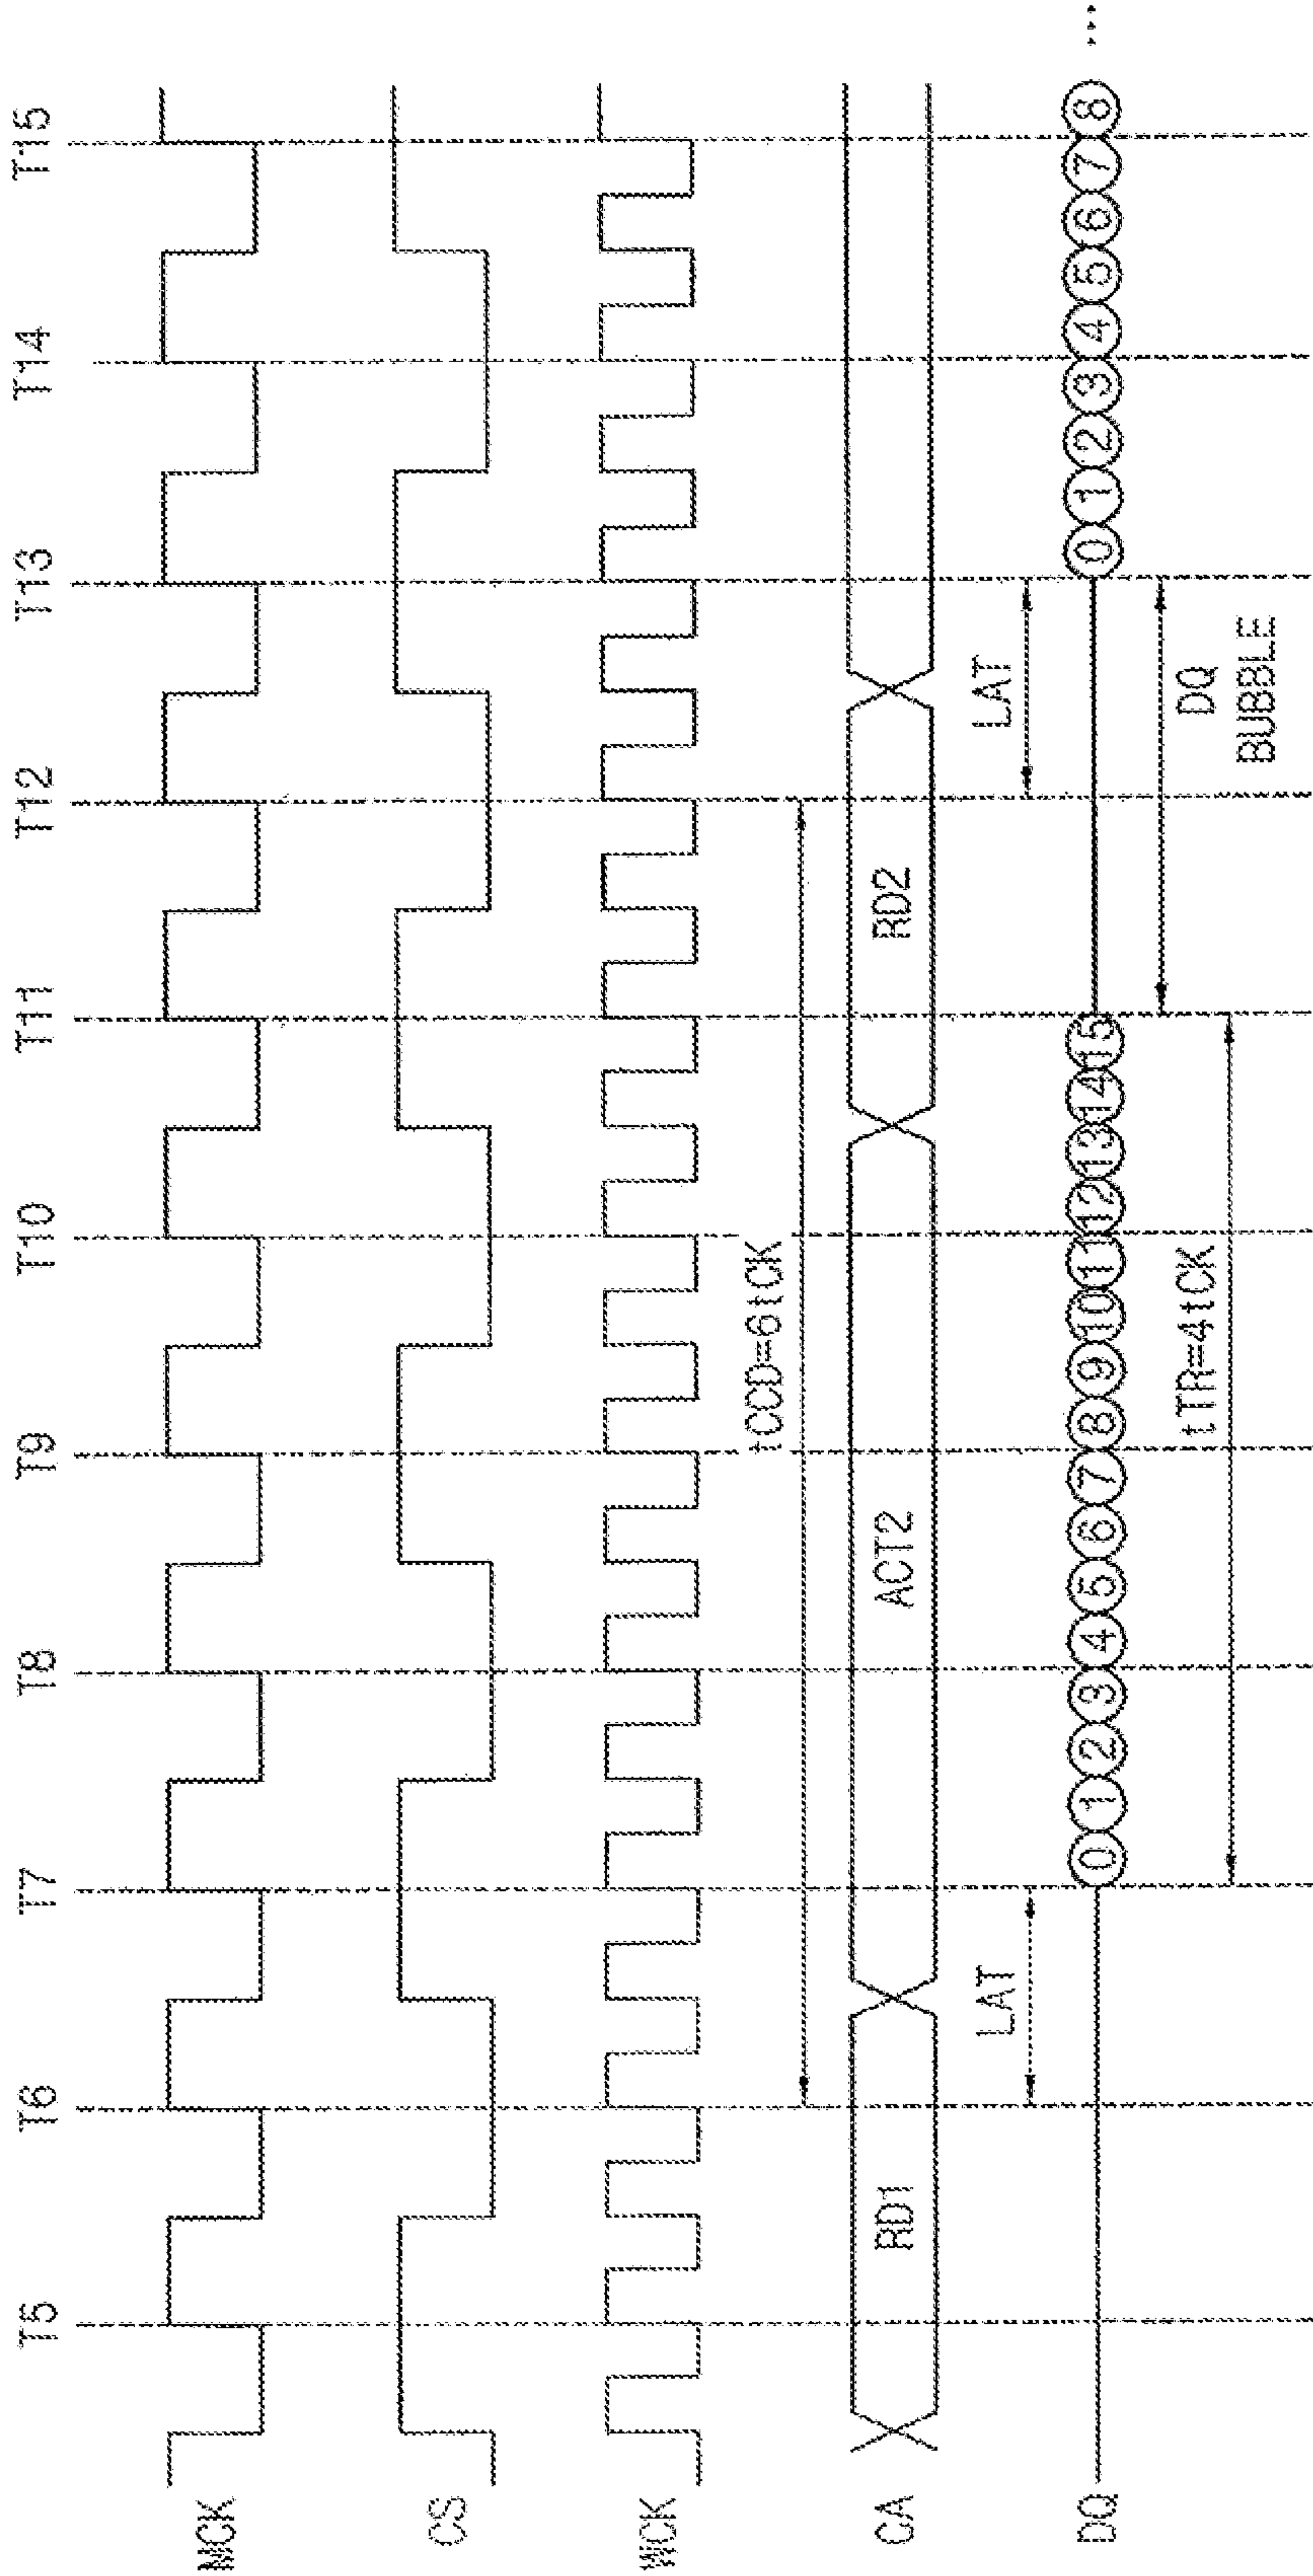 T5 T6 T7 T8 T9 T10 T11 T12 T13 T14 T15
MCK
CS
WCK
tCCD=6tCK
CA RD1 ACT2 RD2
LAT LAT
DQ 0 1 2 3 4 5 6 7 8 9 10 11 12 13 14 15 0 1 2 3 4 5 6 7 8 ...
DQ
BUBBLE
tTR=4tCK